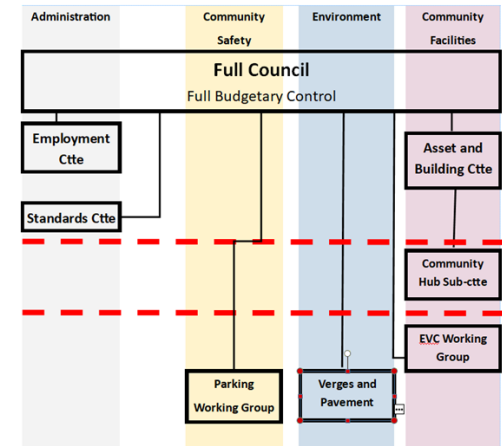 Administration
Community
Safety
Environment
Community
Facilities
Full Council
Full Budgetary Control
Employment
Ctte
Asset and
Building Ctte
Standards Ctte
Community
Hub Sub-ctte
EVC Working
Group
Parking
Working Group
Verges and
Pavement